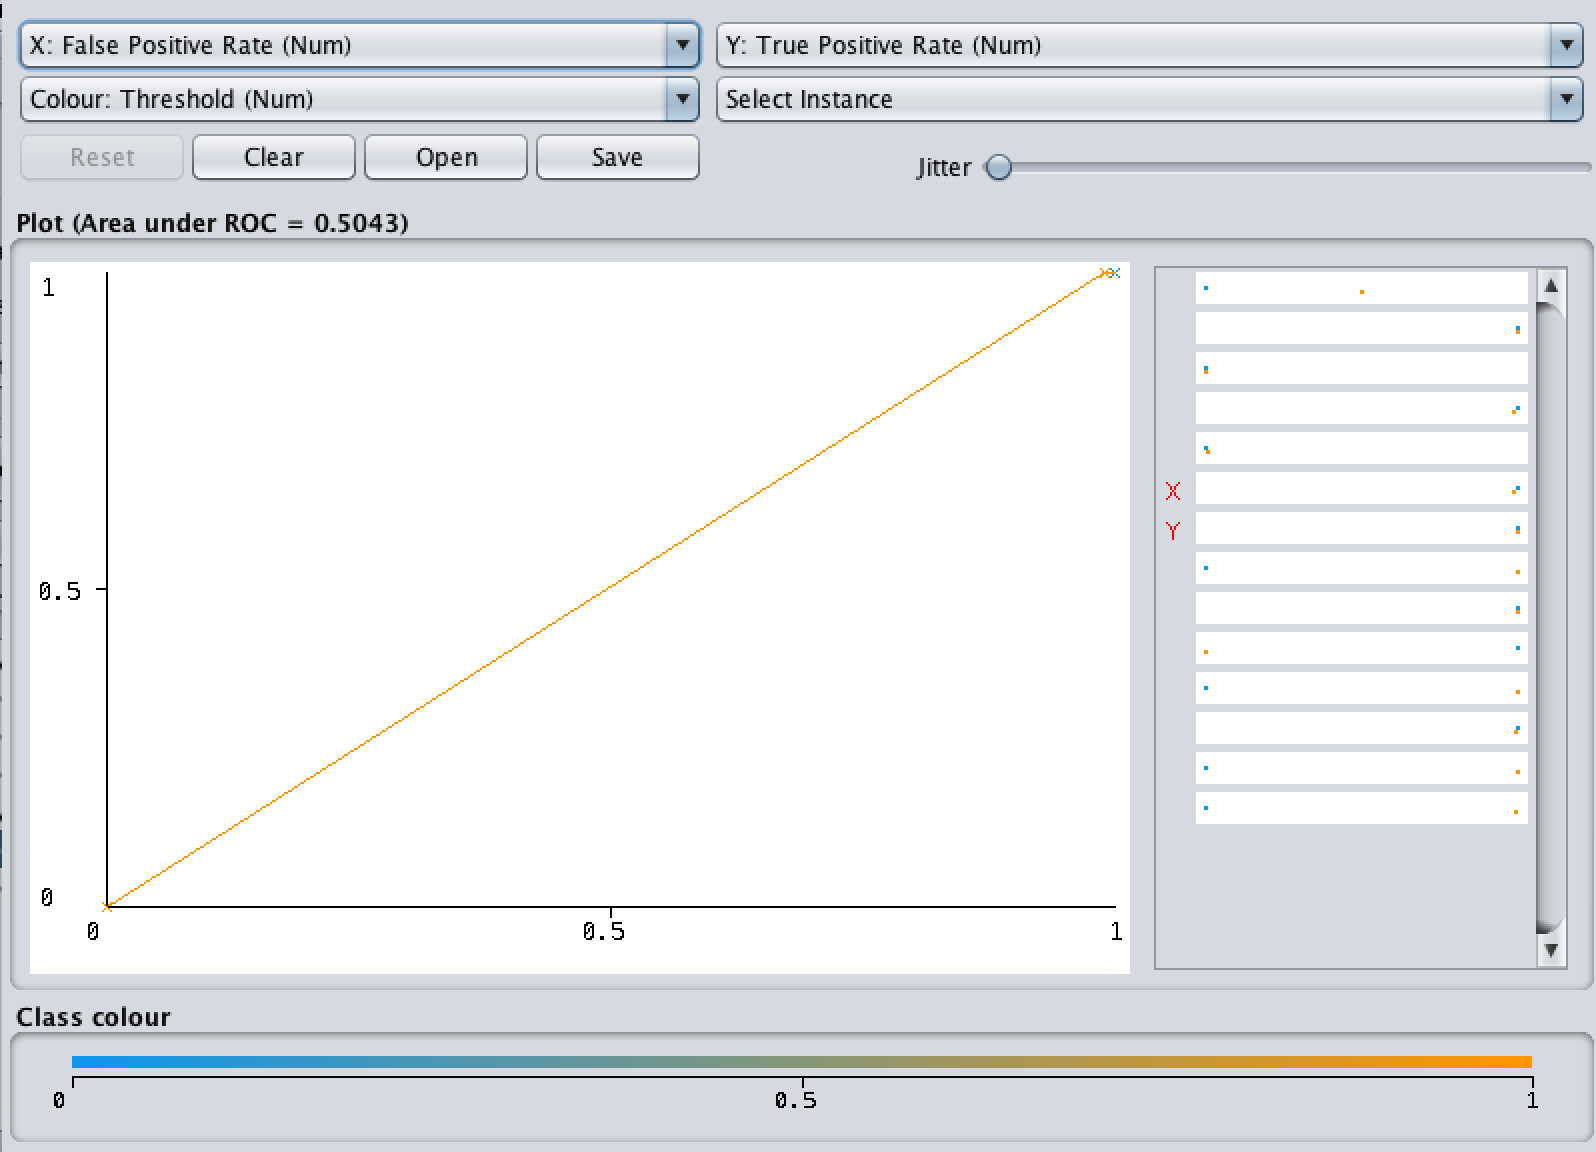 X: False Positive Rate (Num)
Y: True Positive Rate (Num)
Colour: Threshold (Num)
Select Instance
Reset
Clear
Open
Save
Jitter
Plot (Area under ROC = 0.5043)
1
0.5
0
0
0.5
1
X
Y
Class colour
0
0.5
1